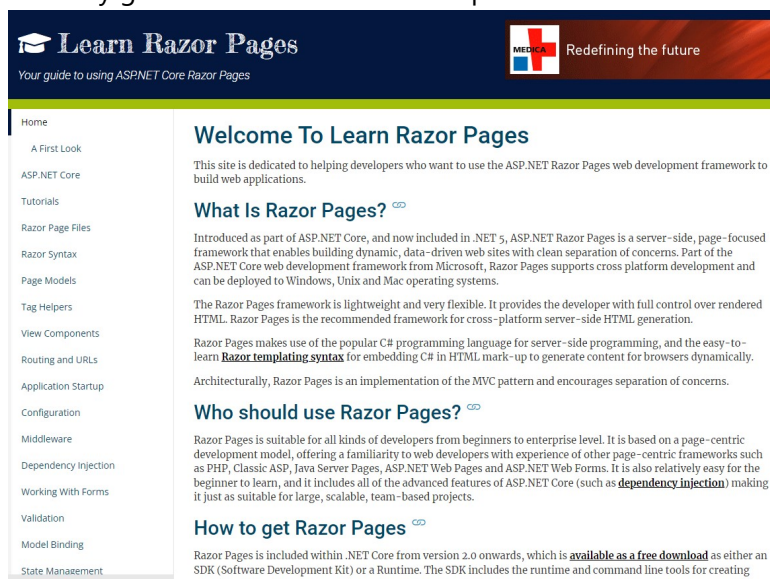 Learn Razor Pages
Your guide to using ASP.NET Core Razor Pages
MEDICA
Redefining the future
Home
A First Look
ASP.NET Core
Tutorials
Razor Page Files
Razor Syntax
Page Models
Tag Helpers
View Components
Routing and URLs
Application Startup
Configuration
Middleware
Dependency Injection
Working With Forms
Validation
Model Binding
State Management
Welcome To Learn Razor Pages
This site is dedicated to helping developers who want to use the ASP.NET Razor Pages web development framework to
build web applications.
What Is Razor Pages?
Introduced as part of ASP.NET Core, and now included in .NET 5, ASP.NET Razor Pages is a server-side, page-focused
framework that enables building dynamic, data-driven web sites with clean separation of concerns. Part of the
ASP.NET Core web development framework from Microsoft, Razor Pages supports cross platform development and
can be deployed to Windows, Unix and Mac operating systems.
The Razor Pages framework is lightweight and very flexible. It provides the developer with full control over rendered
HTML. Razor Pages is the recommended framework for cross-platform server-side HTML generation.
Razor Pages makes use of the popular C# programming language for server-side programming, and the easy-to-
learn Razor templating syntax for embedding C# in HTML mark-up to generate content for browsers dynamically.
Architecturally, Razor Pages is an implementation of the MVC pattern and encourages separation of concerns.
Who should use Razor Pages?
Razor Pages is suitable for all kinds of developers from beginners to enterprise level. It is based on a page-centric
development model, offering a familiarity to web developers with experience of other page-centric frameworks such
as PHP, Classic ASP, Java Server Pages, ASP.NET Web Pages and ASP.NET Web Forms. It is also relatively easy for the
beginner to learn, and it includes all of the advanced features of ASP.NET Core (such as dependency injection) making
it just as suitable for large, scalable, team-based projects.
How to get Razor Pages
Razor Pages is included within .NET Core from version 2.0 onwards, which is available as a free download as either an
SDK (Software Development Kit) or a Runtime. The SDK includes the runtime and command line tools for creating